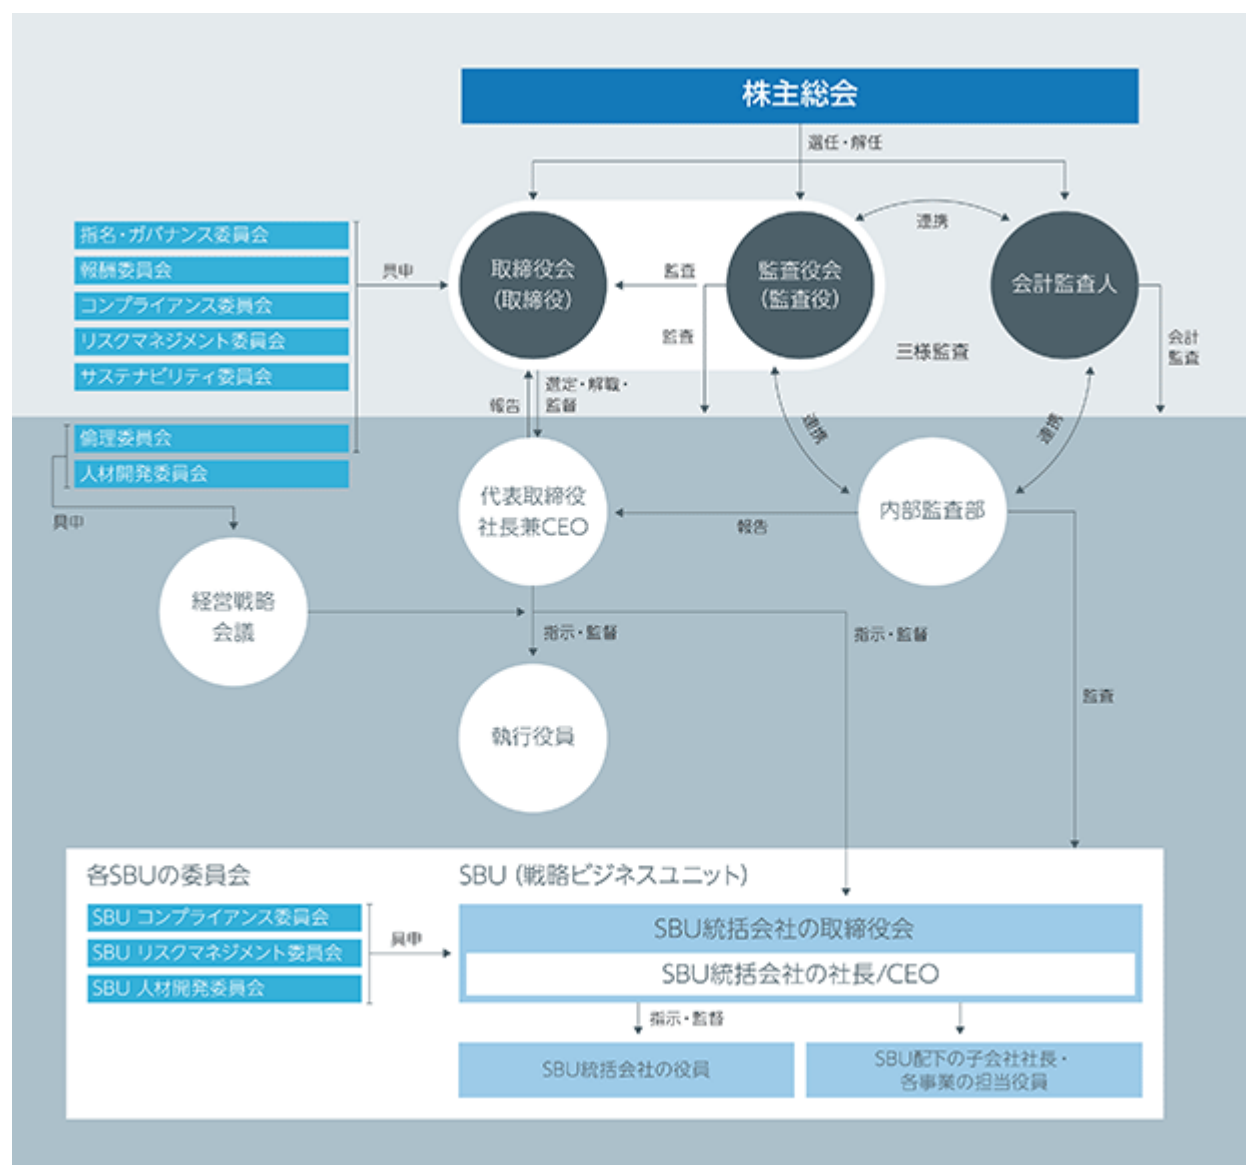 株主総会
選任・解任
連携
指名・ガバナンス委員会
報酬委員会
コンプライアンス委員会
リスクマネジメント委員会
サステナビリティ委員会
具申
取締役会
(取締役)
監査
監査役会
(監査役)
会計監査人
監査
三様監査
会計
監査
報告
選定・解職・
監督
倫理委員会
人材開発委員会
具申
連携
連携
代表取締役
社長兼CEO
報告
内部監査部
経営戦略
会議
指示・監督
指示・監督
監査
執行役員
各SBUの委員会
SBU コンプライアンス委員会
SBU リスクマネジメント委員会
SBU 人材開発委員会
具申
SBU (戦略ビジネスユニット)
SBU統括会社の取締役会
SBU統括会社の社長/CEO
指示・監督
SBU統括会社の役員
SBU配下の子会社社長・
各事業の担当役員